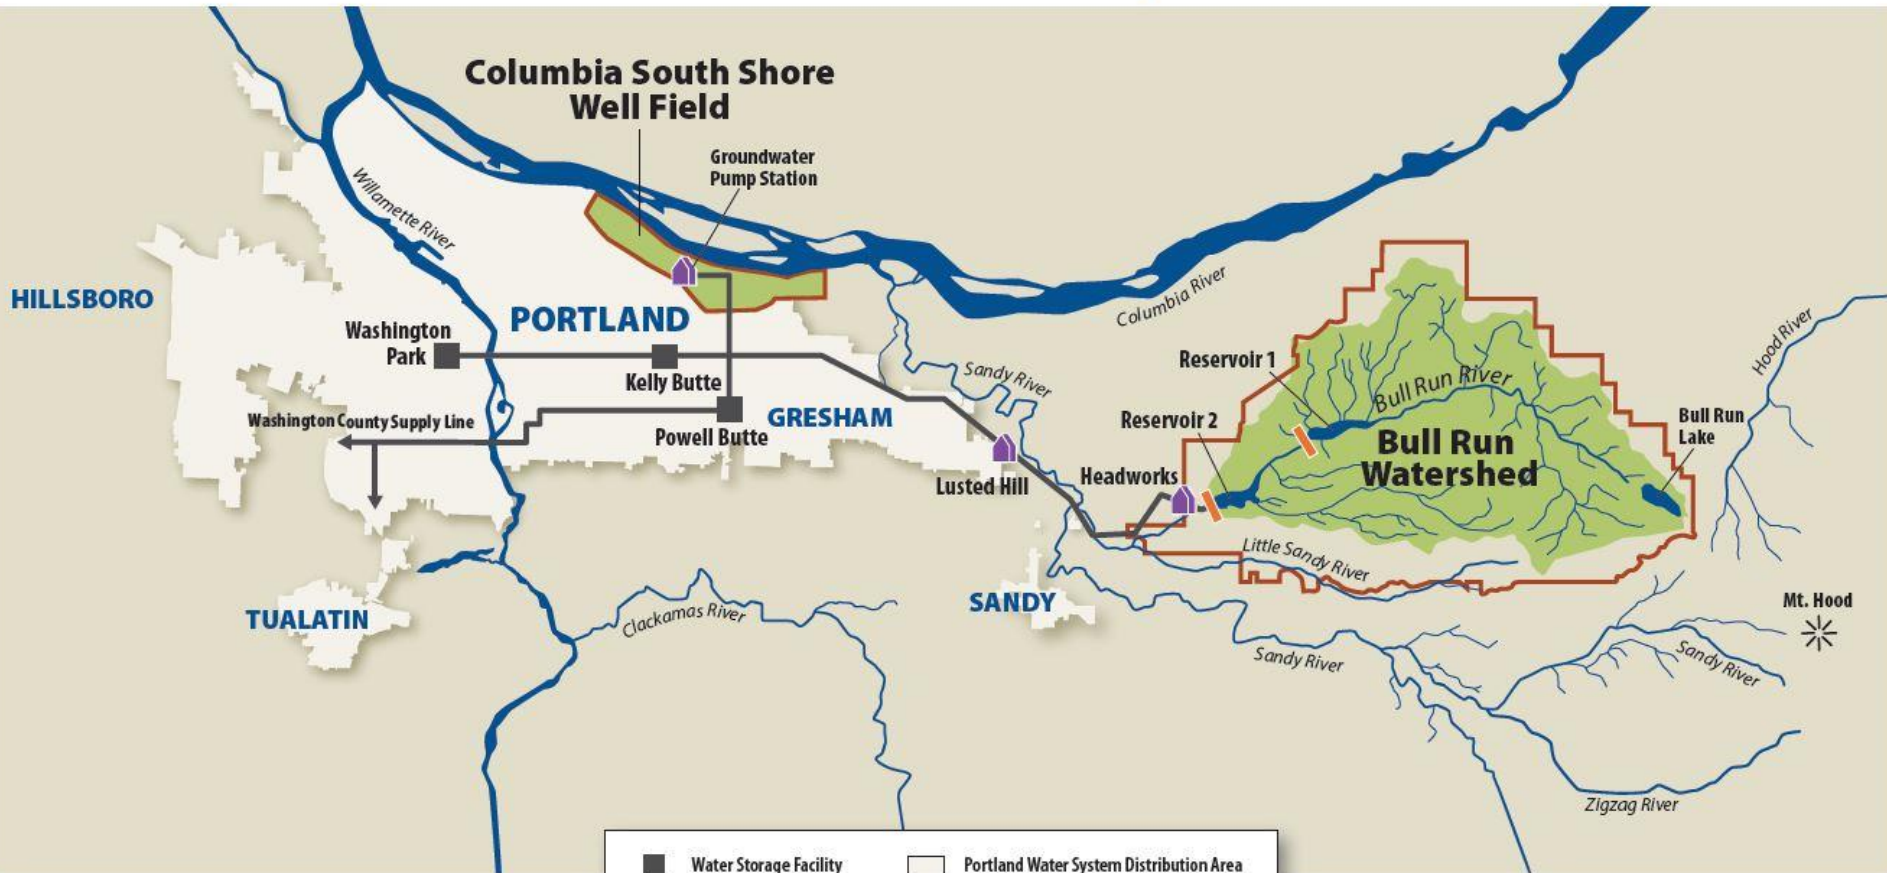 Columbia South Shore
Well Field
Groundwater
Pump Station
Willamette River
HILLSBORO
PORTLAND
Washington
Park
Kelly Butte
Washington County Supply Line
Powell Butte
GRESHAM
Columbia River
Sandy River
Lusted Hill
Reservoir 1
Reservoir 2
Headworks
Bull Run River
Bull Run
Watershed
Bull Run
Lake
Hood River
Little Sandy River
Mt. Hood
TUALATIN
Clackamas River
SANDY
Sandy River
Sandy River
Zigzag River
Water Storage Facility
Portland Water System Distribution Area